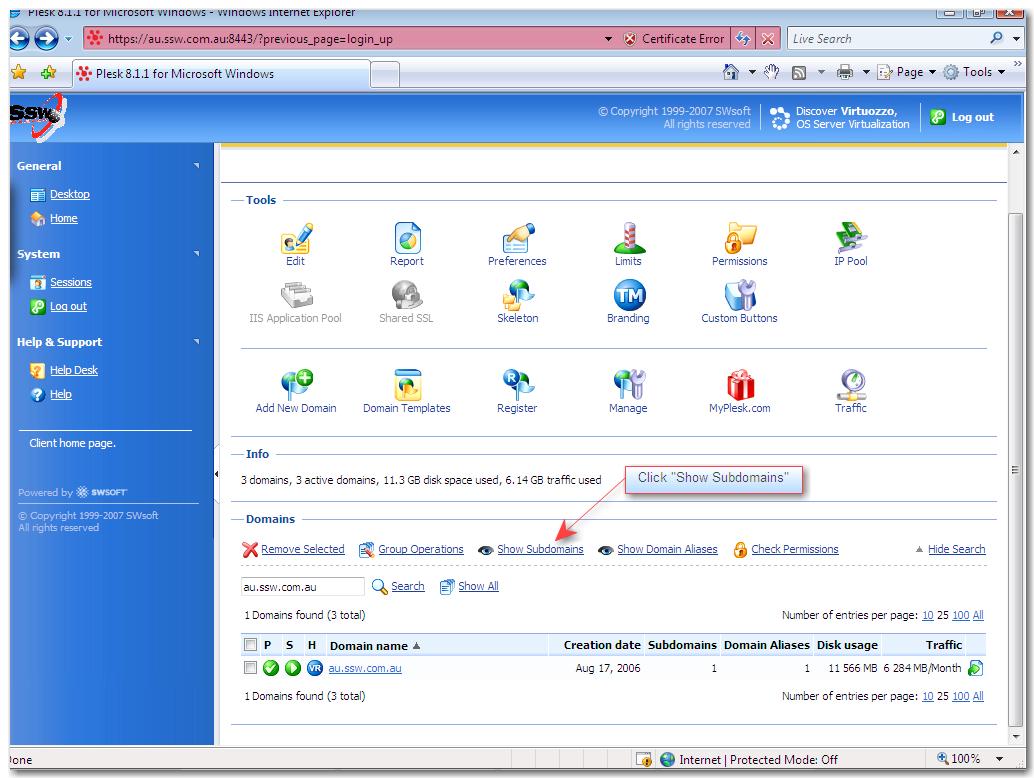 Plesk 8.1.1 for Microsoft Windows - Windows Internet Explorer
https://au.ssw.com.au:8443/?previous_page=login_up
Certificate Error
Live Search
Plesk 8.1.1 for Microsoft Windows
Page
Tools
SSW
© Copyright 1999-2007 SWsoft
All rights reserved
Discover Virtuozzo,
OS Server Virtualization
Log out
General
Desktop
Home
System
Sessions
Log out
Help & Support
Help Desk
Help
Client home page.
Powered by SWSOFT
© Copyright 1999-2007 SWsoft
All rights reserved
Tools
Edit Report Preferences Limits Permissions IP Pool
IIS Application Pool Shared SSL Skeleton Branding Custom Buttons
TM
R
Add New Domain Domain Templates Register Manage MyPlesk.com Traffic
Info
3 domains, 3 active domains, 11.3 GB disk space used, 6.14 GB traffic used
Click "Show Subdomains"
Domains
Remove Selected Group Operations Show Subdomains Show Domain Aliases Check Permissions Hide Search
au.ssw.com.au Search Show All
1 Domains found (3 total) Number of entries per page: 10 25 100 All
P S H Domain name Creation date Subdomains Domain Aliases Disk usage Traffic
VR au.ssw.com.au Aug 17, 2006 1 1 11 566 MB 6 284 MB/Month
1 Domains found (3 total) Number of entries per page: 10 25 100 All
one
Internet | Protected Mode: Off
100%